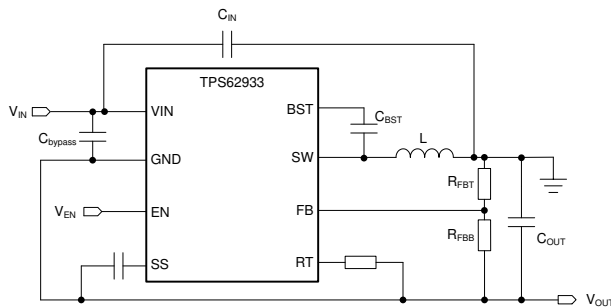 C_IN
TPS62933
V_IN
VIN
BST
C_BST
C_bypass
GND
SW
L
R_FBT
V_EN
EN
FB
R_FBB
C_OUT
SS
RT
V_OUT